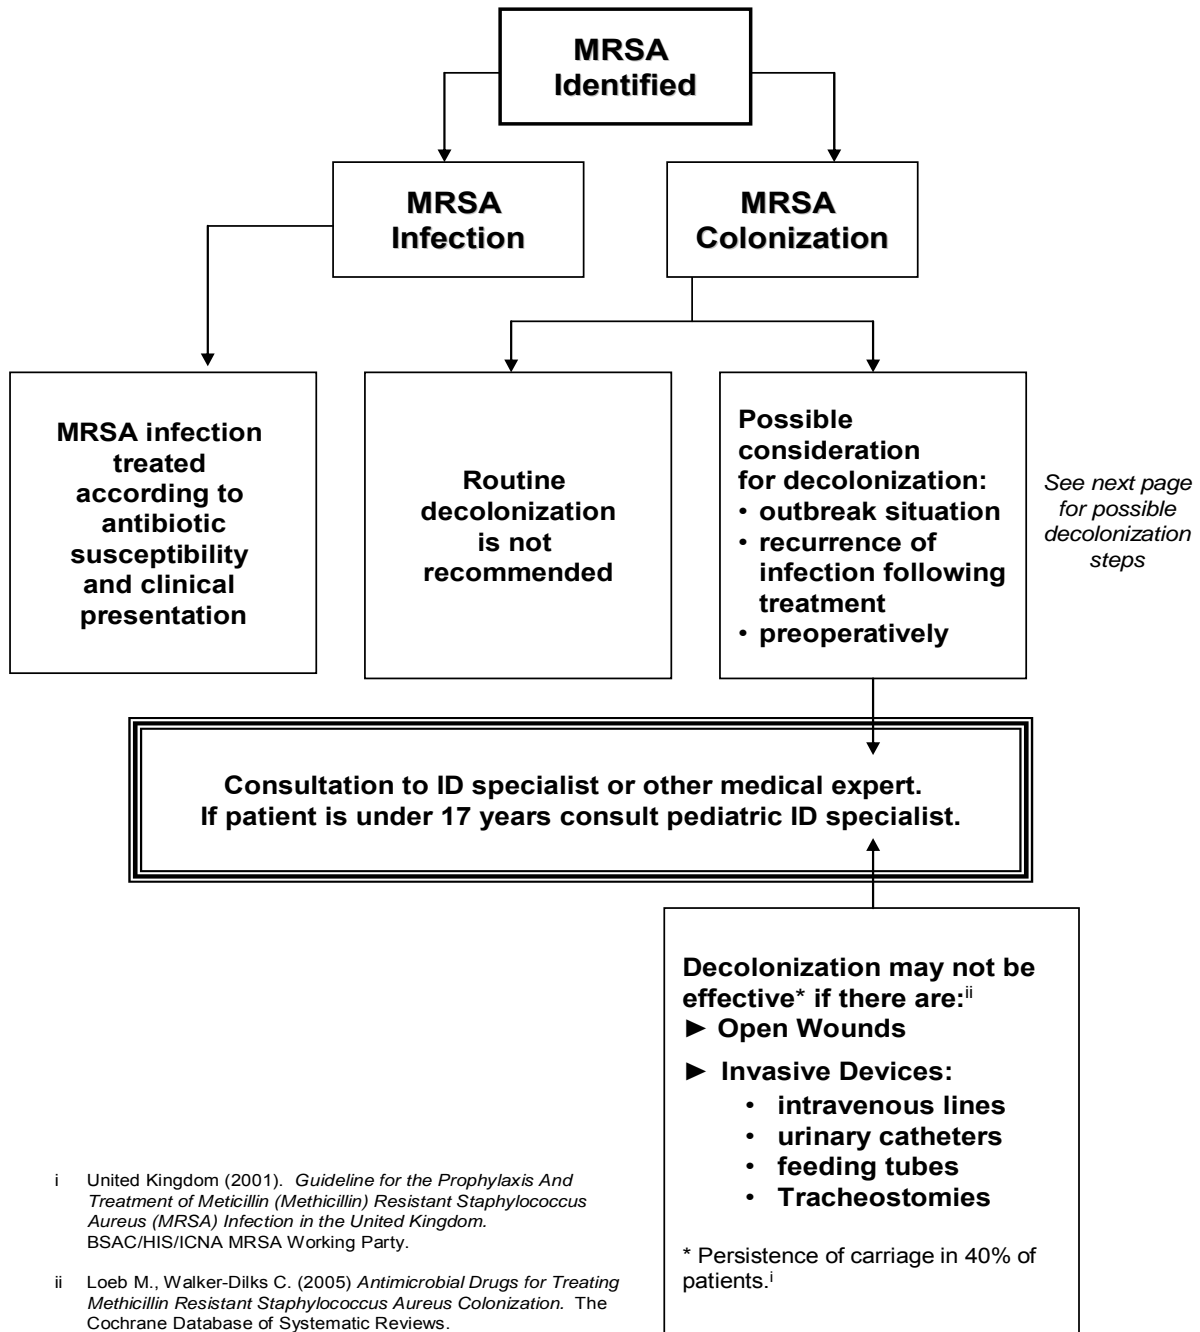 MRSA
Identified
MRSA
Infection
MRSA
Colonization
MRSA infection
treated
according to
antibiotic
susceptibility
and clinical
presentation
Routine
decolonization
is not
recommended
Possible
consideration
for decolonization:
• outbreak situation
• recurrence of
infection following
treatment
• preoperatively
See next page
for possible
decolonization
steps
Consultation to ID specialist or other medical expert.
If patient is under 17 years consult pediatric ID specialist.
Decolonization may not be
effective* if there are:ii
► Open Wounds
► Invasive Devices:
• intravenous lines
• urinary catheters
• feeding tubes
• Tracheostomies
* Persistence of carriage in 40% of
patients.i
i United Kingdom (2001). Guideline for the Prophylaxis And
Treatment of Meticillin (Methicillin) Resistant Staphylococcus
Aureus (MRSA) Infection in the United Kingdom.
BSAC/HIS/ICNA MRSA Working Party.
ii Loeb M., Walker-Dilks C. (2005) Antimicrobial Drugs for Treating
Methicillin Resistant Staphylococcus Aureus Colonization. The
Cochrane Database of Systematic Reviews.